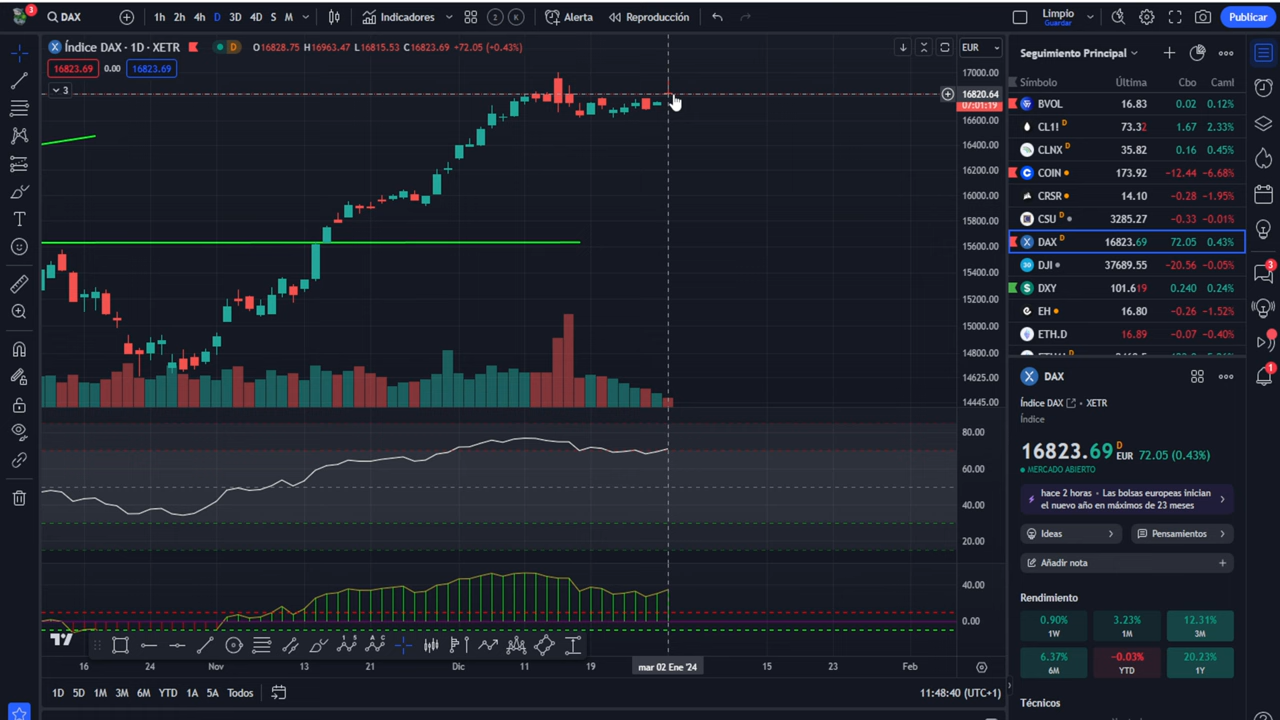 3
DAX
1h 2h 4h D 3D 4D S M
Indicadores
2
K
Alerta
Reproducción
Limpio
Guardar
Publicar
Índice DAX · 1D · XETR
D
O16828.75 H16963.47 L16815.53 C16823.69 +72.05 (+0.43%)
16823.69 0.00 16823.69
3
EUR
17000.00
16820.64
07:01:19
16600.00
16400.00
16200.00
16000.00
15800.00
15600.00
15400.00
15200.00
15000.00
14800.00
14625.00
14445.00
80.00
60.00
40.00
20.00
40.00
0.00
16 24 Nov 13 21 Dic 11 19 mar 02 Ene '24 15 23 Feb
1D 5D 1M 3M 6M YTD 1A 5A Todos
11:48:40 (UTC+1)
Seguimiento Principal
Símbolo Última Cbo Cam%
BVOL 16.83 0.02 0.12%
CL1! D 73.32 1.67 2.33%
CLNX D 35.82 0.16 0.45%
COIN 173.92 −12.44 −6.68%
CRSR 14.10 −0.28 −1.95%
CSU D 3285.27 −0.33 −0.01%
DAX D 16823.69 72.05 0.43%
DJI 37689.55 −20.56 −0.05%
DXY 101.619 0.240 0.24%
EH 16.80 −0.26 −1.52%
ETH.D 16.89 −0.07 −0.40%
DAX
Índice DAX · XETR
Índice
16823.69 D EUR 72.05 (0.43%)
MERCADO ABIERTO
hace 2 horas · Las bolsas europeas inician
el nuevo año en máximos de 23 meses
Ideas
Pensamientos
Añadir nota
Rendimiento
0.90% 3.23% 12.31%
1W 1M 3M
6.37% −0.03% 20.23%
6M YTD 1Y
Técnicos
3
1